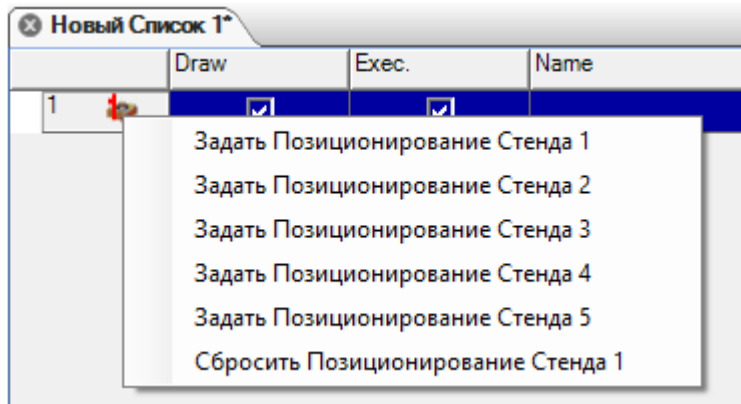 Новый Список 1*
Draw Exec. Name
1
Задать Позиционирование Стенда 1
Задать Позиционирование Стенда 2
Задать Позиционирование Стенда 3
Задать Позиционирование Стенда 4
Задать Позиционирование Стенда 5
Сбросить Позиционирование Стенда 1